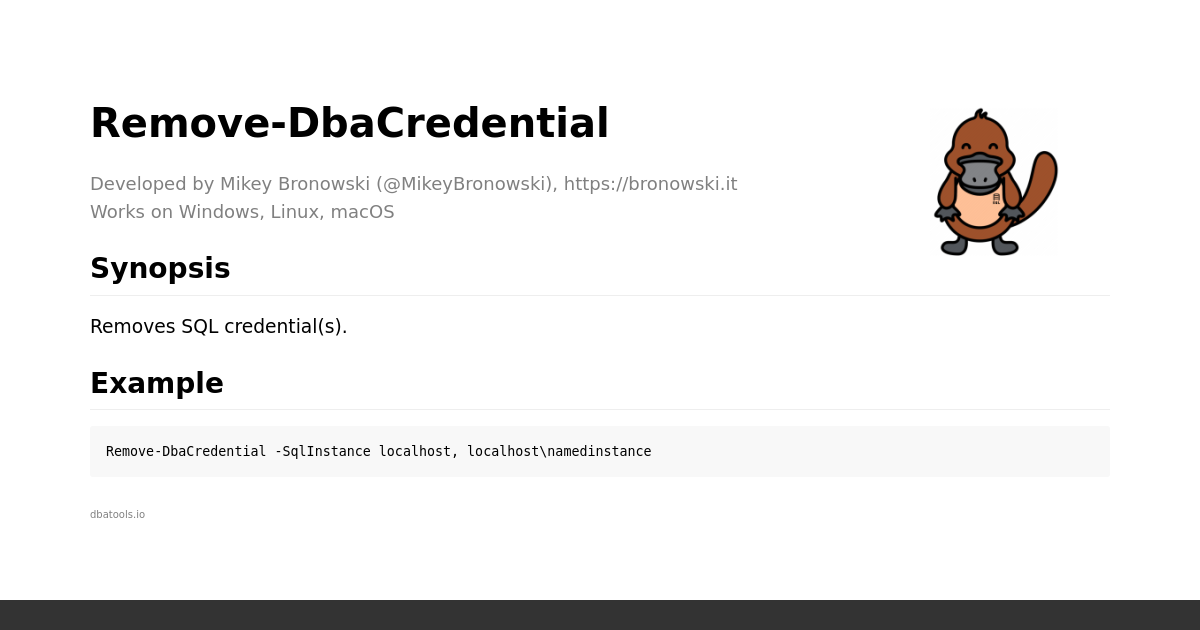 Remove-DbaCredential
Developed by Mikey Bronowski (@MikeyBronowski), https://bronowski.it
Works on Windows, Linux, macOS
Synopsis
Removes SQL credential(s).
Example
Remove-DbaCredential -SqlInstance localhost, localhost\namedinstance
dbatools.io